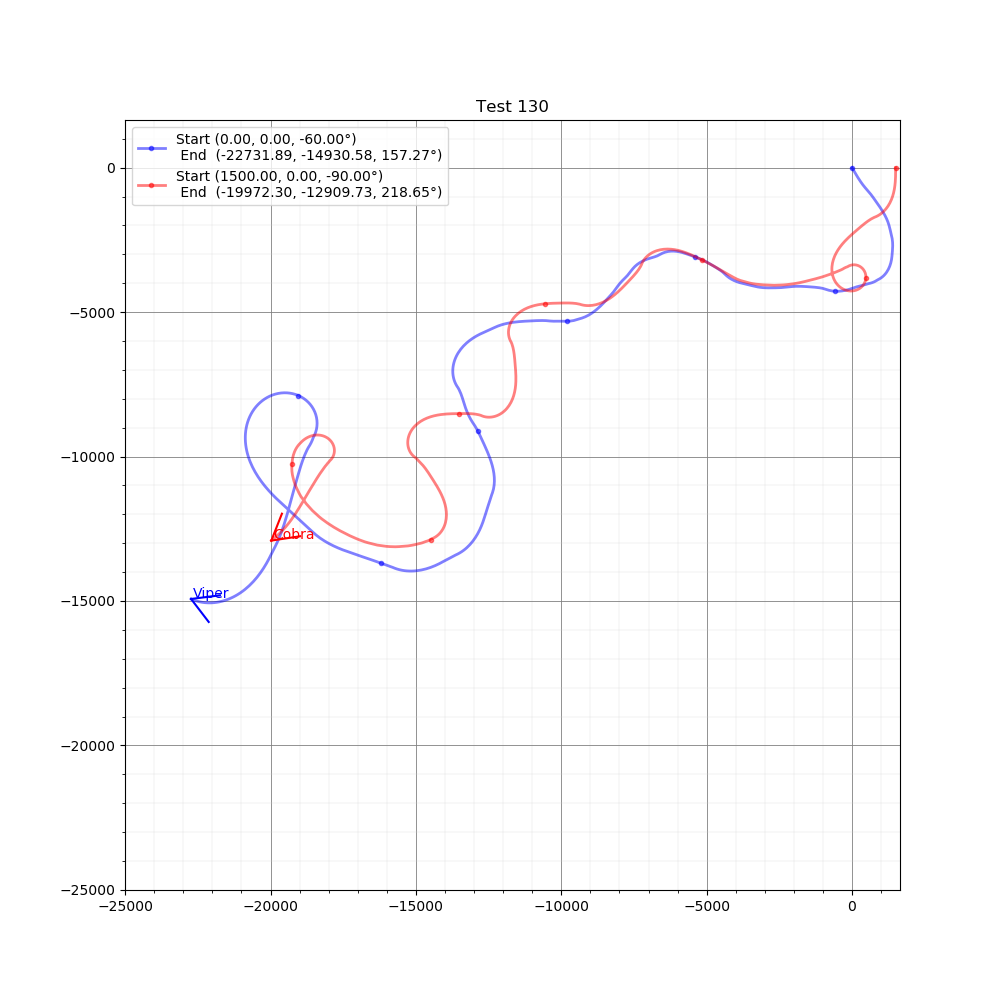 Test 130
Start (0.00, 0.00, -60.00°)
End (-22731.89, -14930.58, 157.27°)
Start (1500.00, 0.00, -90.00°)
End (-19972.30, -12909.73, 218.65°)
0
−5000
−10000
Cobra
Viper
−15000
−20000
−25000
−25000 −20000 −15000 −10000 −5000 0